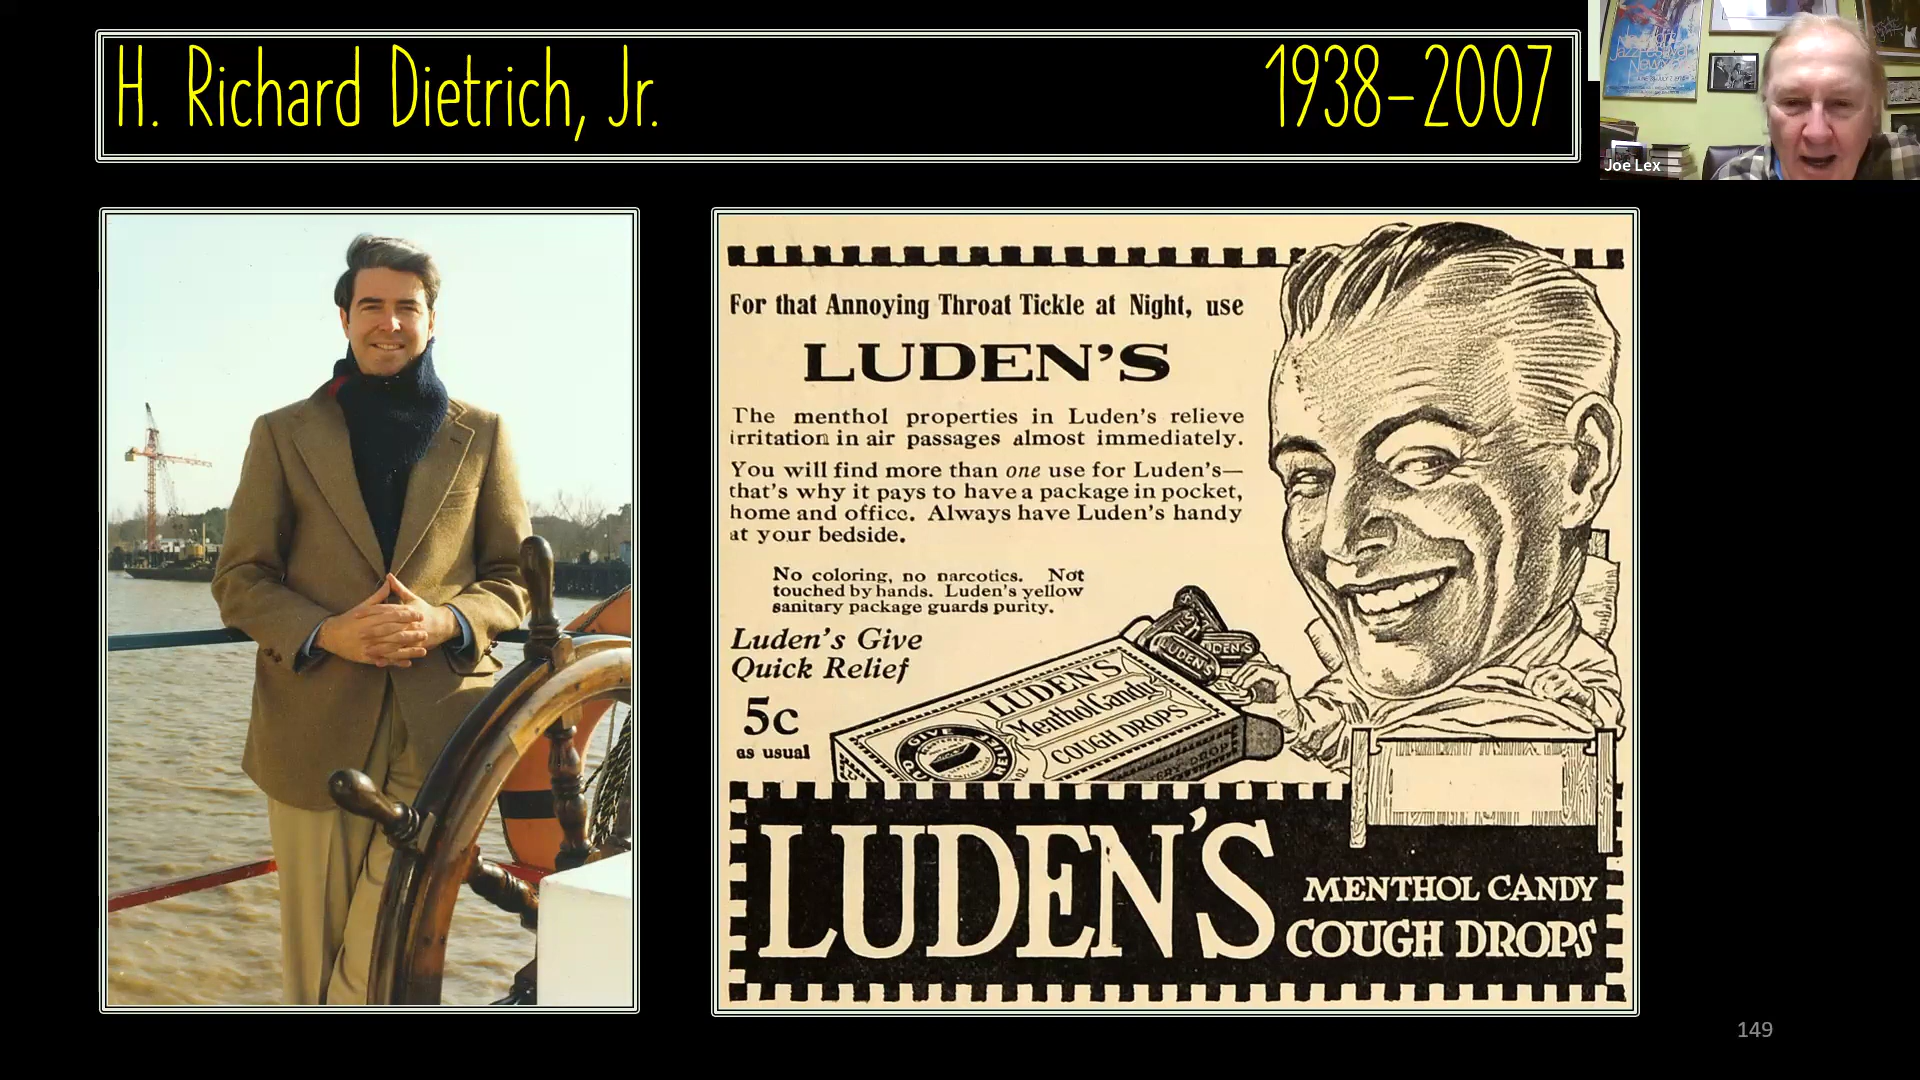 H. Richard Dietrich, Jr. 1938-2007
Joe Lex
For that Annoying Throat Tickle at Night, use
LUDEN'S
The menthol properties in Luden's relieve
irritation in air passages almost immediately.
You will find more than one use for Luden's—
that's why it pays to have a package in pocket,
home and office. Always have Luden's handy
at your bedside.
No coloring, no narcotics. Not
touched by hands. Luden's yellow
sanitary package guards purity.
Luden's Give
Quick Relief
5c
as usual
LUDEN'S
LUDEN'S
Menthol Candy
COUGH DROPS
GIVE
LUDEN'S
MENTHOL CANDY
COUGH DROPS
149